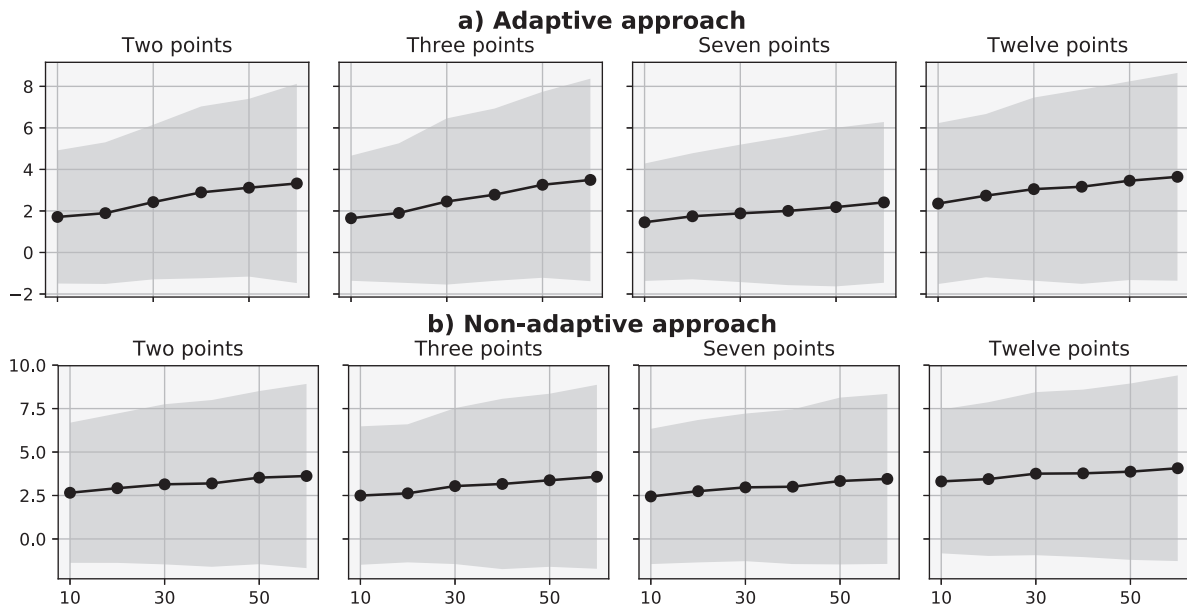 a) Adaptive approach
Two points Three points Seven points Twelve points
8
6
4
2
0
−2
b) Non-adaptive approach
Two points Three points Seven points Twelve points
10.0
7.5
5.0
2.5
0.0
10 30 50 10 30 50 10 30 50 10 30 50